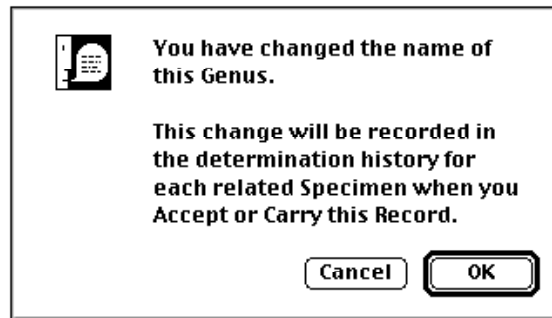 You have changed the name of
this Genus.
This change will be recorded in
the determination history for
each related Specimen when you
Accept or Carry this Record.
Cancel
OK